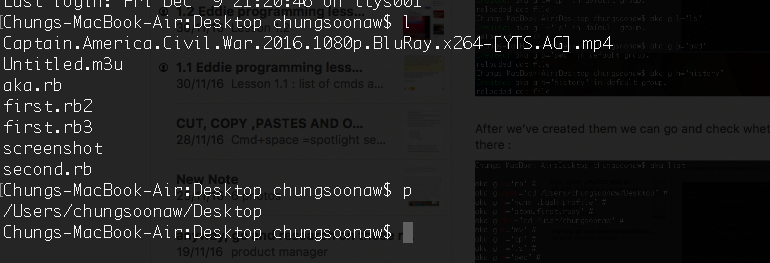 Last login: Fri Dec  9 21:20:46 on ttys001
[Chungs-MacBook-Air:Desktop chungsoonaw$ l
Captain.America.Civil.War.2016.1080p.BluRay.x264-[YTS.AG].mp4
Untitled.m3u
aka.rb
first.rb2
first.rb3
screenshot
second.rb
[Chungs-MacBook-Air:Desktop chungsoonaw$ p
/Users/chungsoonaw/Desktop
Chungs-MacBook-Air:Desktop chungsoonaw$
1.1 Eddie programming less...
30/11/16 Lesson 1.1 : list of cmds a...
CUT, COPY ,PASTES AND O...
28/11/16 Cmd+space =spotlight se...
New Note
19/11/16 product manager
After we've created them we can go and check whet
there :